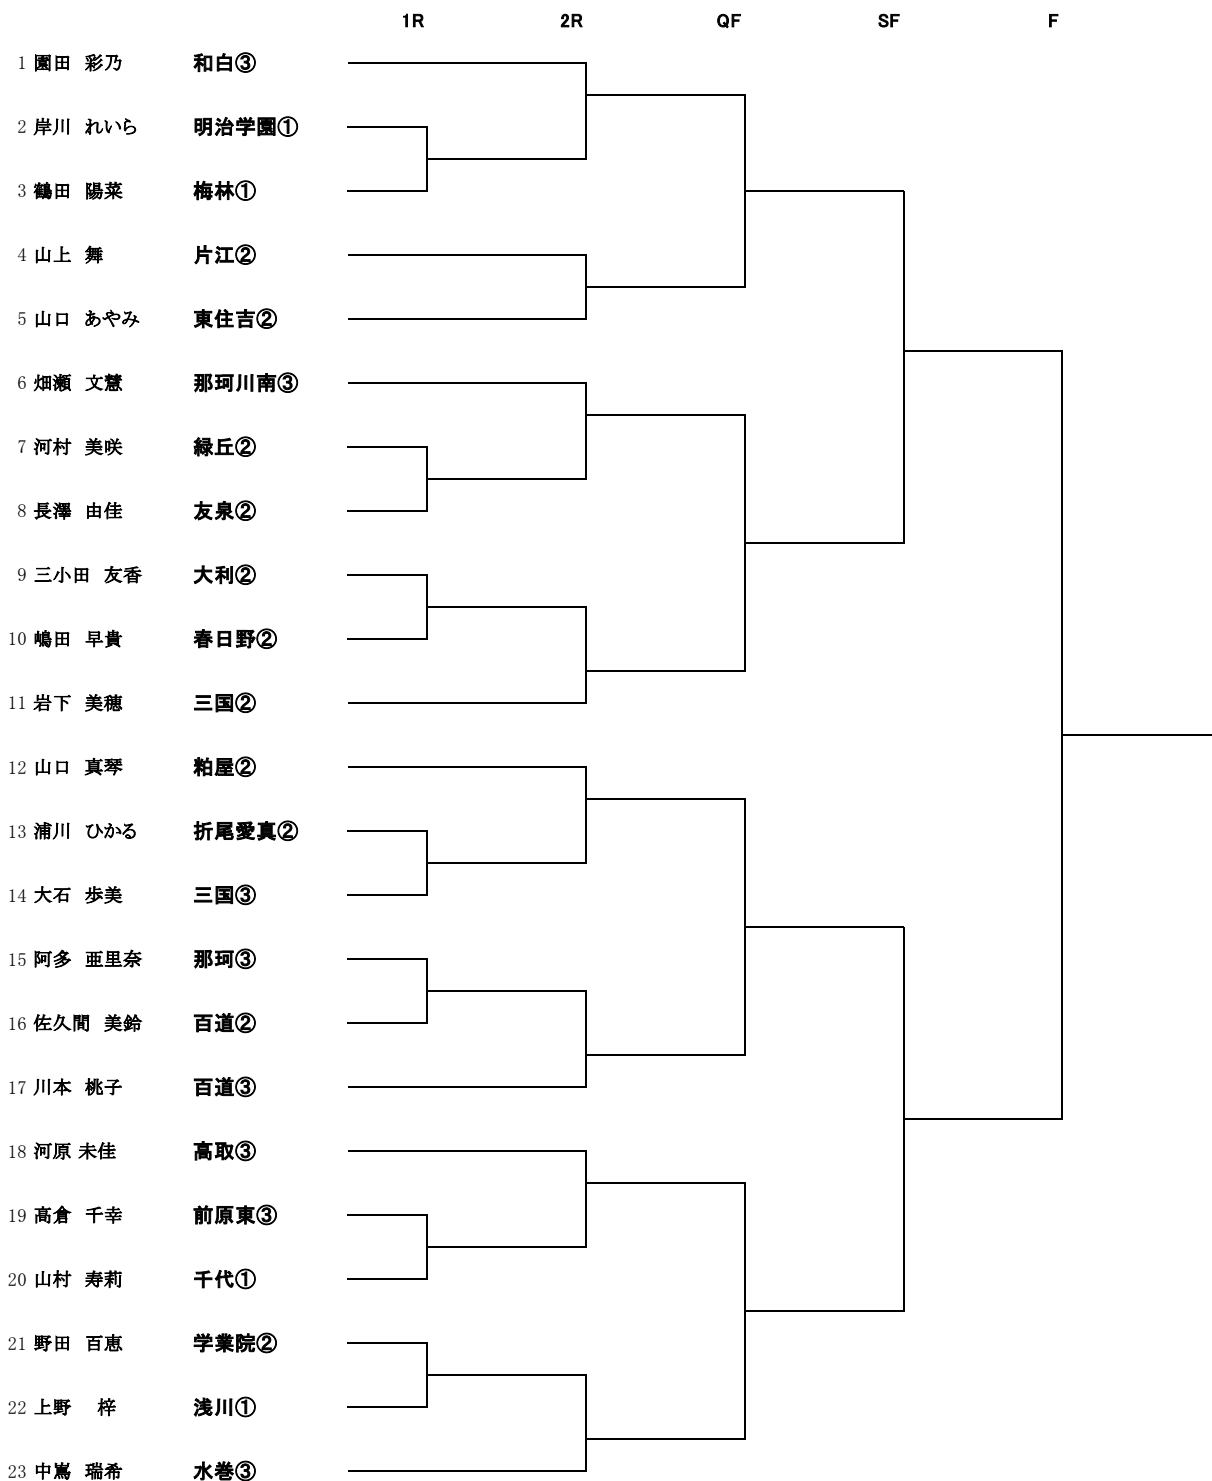 1R 2R QF SF F
1 園田 彩乃 和白③
2 岸川 れいら 明治学園①
3 鶴田 陽菜 梅林①
4 山上 舞 片江②
5 山口 あやみ 東住吉②
6 畑瀬 文慧 那珂川南③
7 河村 美咲 緑丘②
8 長澤 由佳 友泉②
9 三小田 友香 大利②
10 嶋田 早貴 春日野②
11 岩下 美穂 三国②
12 山口 真琴 粕屋②
13 浦川 ひかる 折尾愛真②
14 大石 歩美 三国③
15 阿多 亜里奈 那珂③
16 佐久間 美鈴 百道②
17 川本 桃子 百道③
18 河原 未佳 高取③
19 高倉 千幸 前原東③
20 山村 寿莉 千代①
21 野田 百恵 学業院②
22 上野 梓 浅川①
23 中嶌 瑞希 水巻③